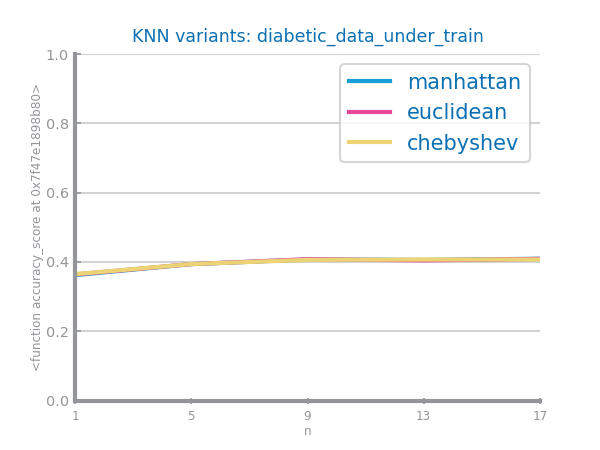 KNN variants: diabetic_data_under_train
<function accuracy_score at 0x7f47e1898b80>
1.0
0.8
0.6
0.4
0.2
0.0
manhattan
euclidean
chebyshev
1 5 9 13 17
n